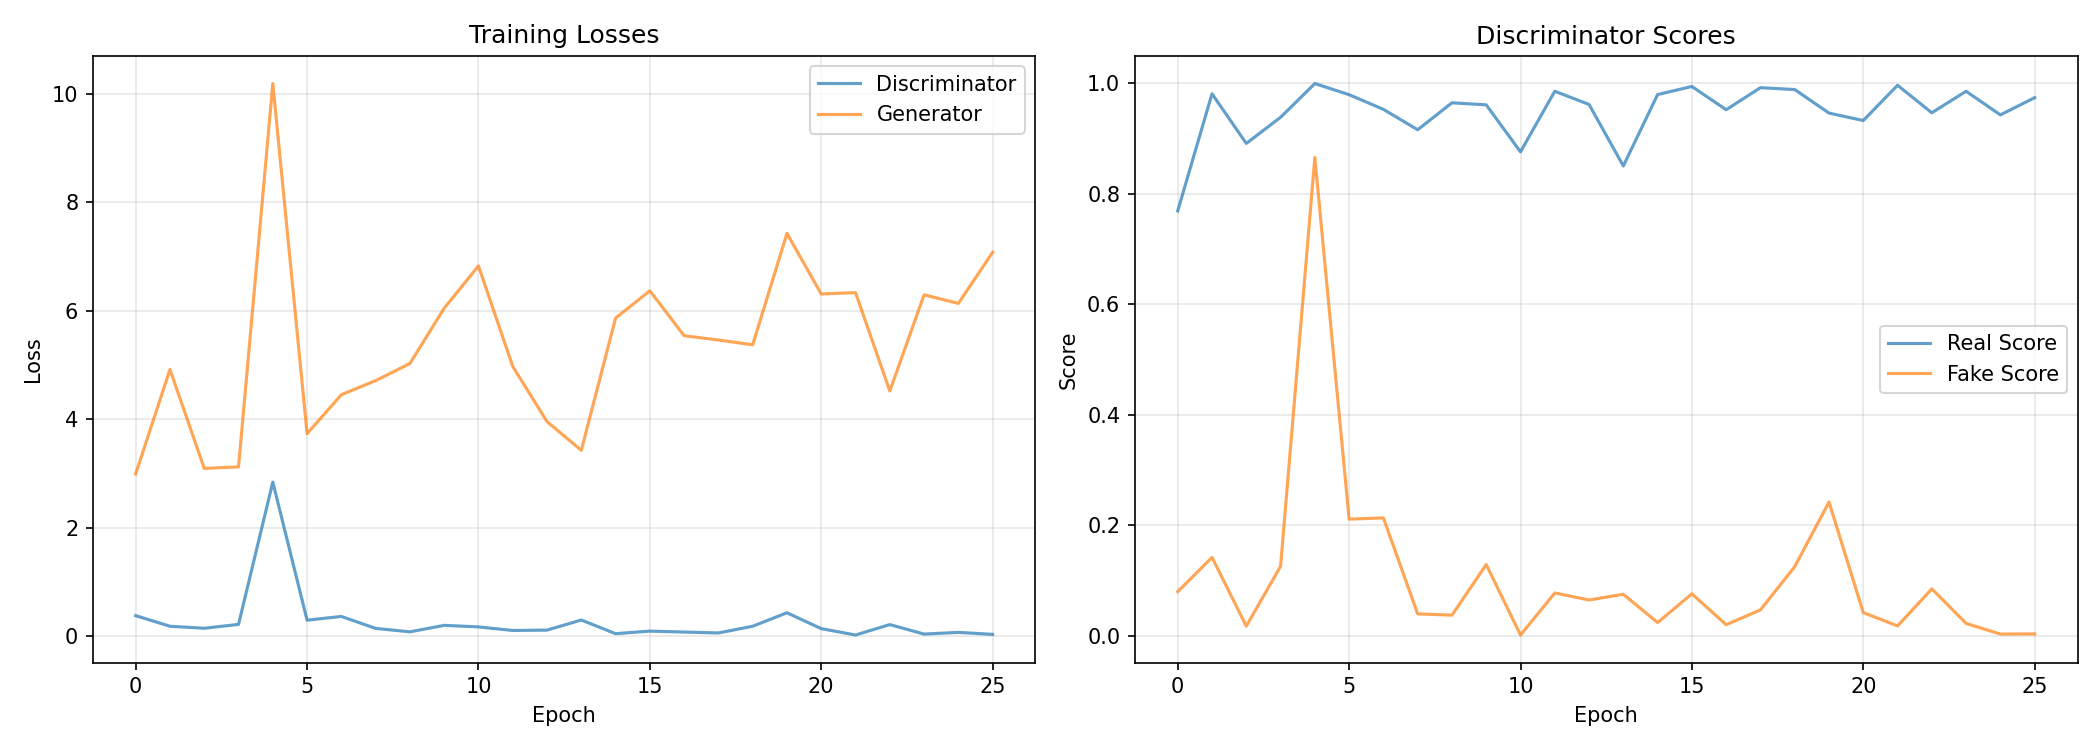 Training Losses
10
8
6
4
2
0
Loss
Discriminator
Generator
0 5 10 15 20 25
Epoch
Discriminator Scores
1.0
0.8
0.6
0.4
0.2
0.0
Score
Real Score
Fake Score
0 5 10 15 20 25
Epoch